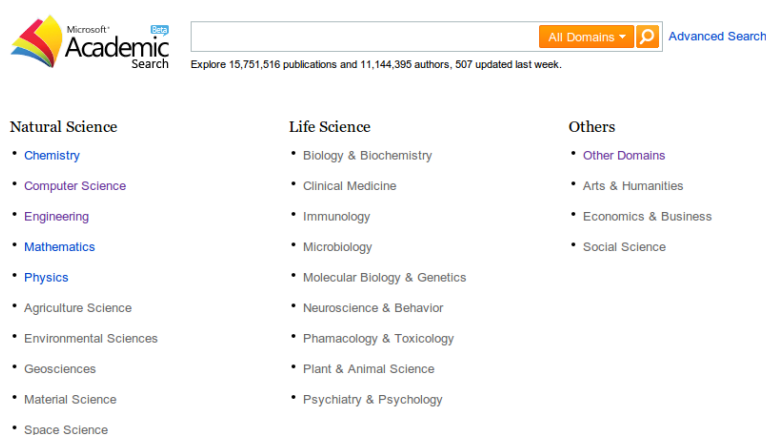 Microsoft® Beta
Academic
Search
All Domains
Advanced Search
Explore 15,751,516 publications and 11,144,395 authors, 507 updated last week.
Natural Science
Chemistry
Computer Science
Engineering
Mathematics
Physics
Agriculture Science
Environmental Sciences
Geosciences
Material Science
Space Science
Life Science
Biology & Biochemistry
Clinical Medicine
Immunology
Microbiology
Molecular Biology & Genetics
Neuroscience & Behavior
Phamacology & Toxicology
Plant & Animal Science
Psychiatry & Psychology
Others
Other Domains
Arts & Humanities
Economics & Business
Social Science